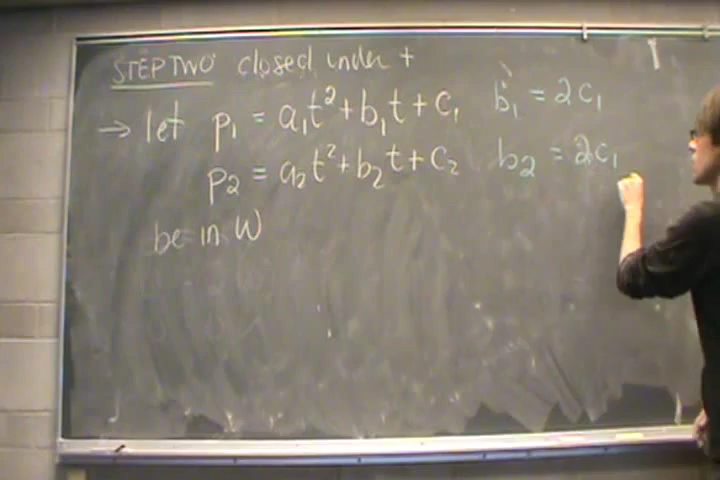 STEP TWO closed under +
→ let p₁ = a₁t² + b₁t + c₁ b₁ = 2c₁
p₂ = a₂t² + b₂t + c₂ b₂ = 2c₁
be in W